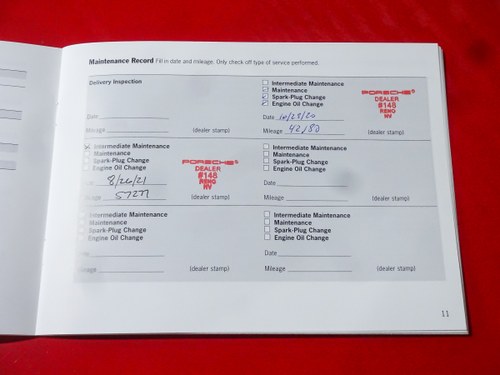 Maintenance Record Fill in date and mileage. Only check off type of service performed.
Delivery Inspection
Date
Mileage (dealer stamp)
Intermediate Maintenance
Maintenance
Spark-Plug Change
Engine Oil Change
Date 10/28/20
Mileage 4280 (dealer stamp)
PORSCHE
DEALER
#148
RENO
NV
Intermediate Maintenance
Maintenance
Spark-Plug Change
Engine Oil Change
8/26/21
5727 (dealer stamp)
PORSCHE
DEALER
#148
RENO
NV
Intermediate Maintenance
Maintenance
Spark-Plug Change
Engine Oil Change
Date
Mileage (dealer stamp)
Intermediate Maintenance
Maintenance
Spark-Plug Change
Engine Oil Change
Mileage (dealer stamp)
Intermediate Maintenance
Maintenance
Spark-Plug Change
Engine Oil Change
Date
Mileage (dealer stamp)
11